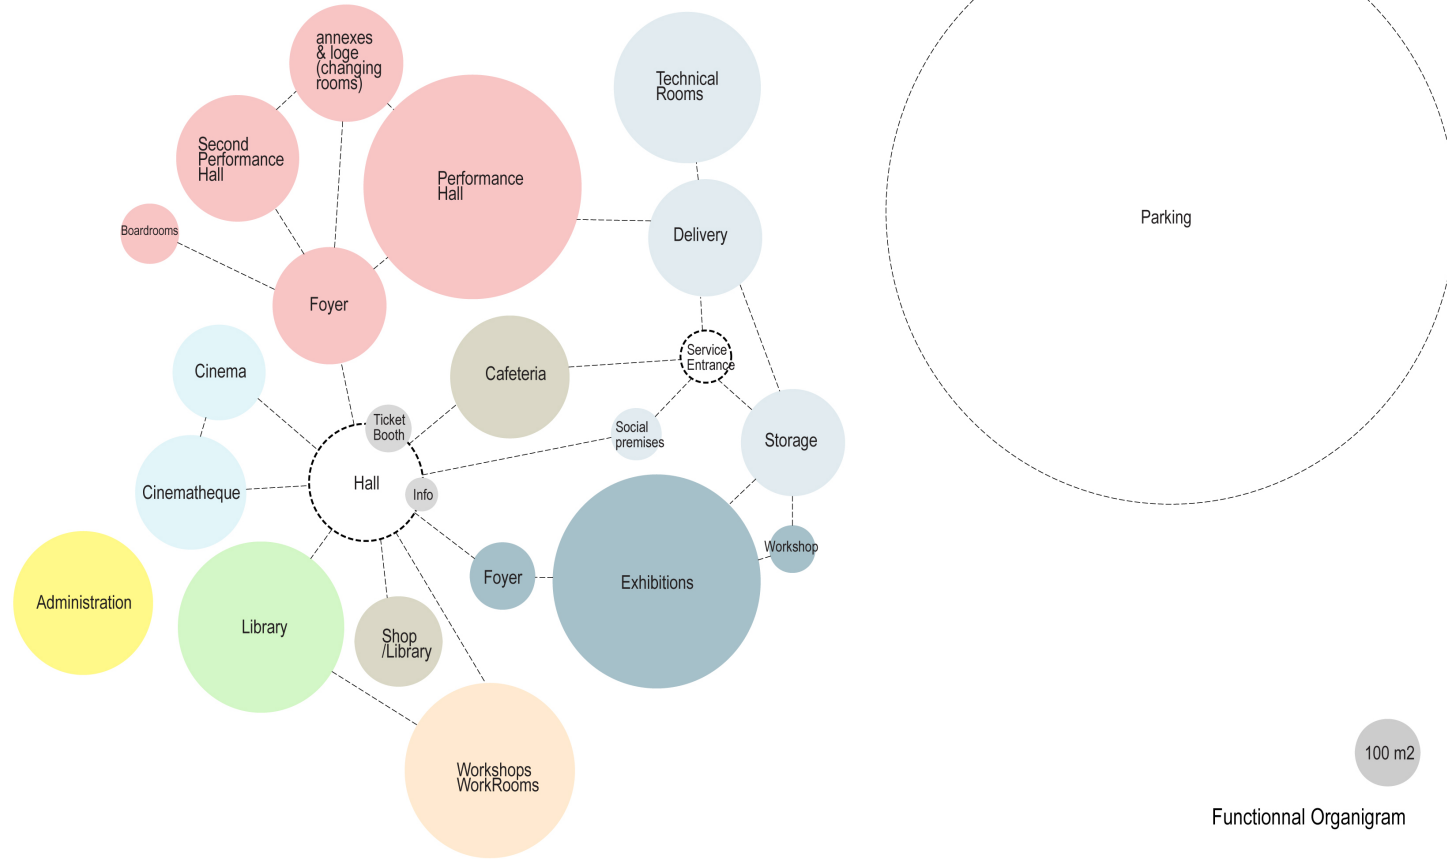 annexes
& loge
(changing
rooms)
Technical
Rooms
Second
Performance
Hall
Performance
Hall
Parking
Boardrooms
Delivery
Foyer
Service
Entrance
Cinema
Cafeteria
Ticket
Booth
Social
premises
Storage
Hall
Info
Cinematheque
Workshop
Foyer
Exhibitions
Administration
Library
Shop
/Library
Workshops
WorkRooms
100 m2
Functionnal Organigram